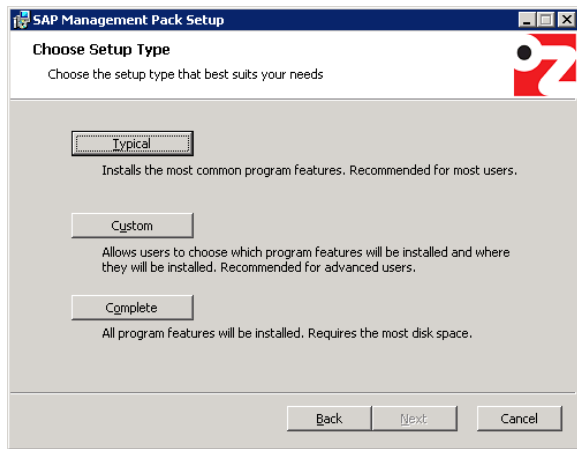 SAP Management Pack Setup
Choose Setup Type
Choose the setup type that best suits your needs
Typical
Installs the most common program features. Recommended for most users.
Custom
Allows users to choose which program features will be installed and where
they will be installed. Recommended for advanced users.
Complete
All program features will be installed. Requires the most disk space.
Back Next Cancel